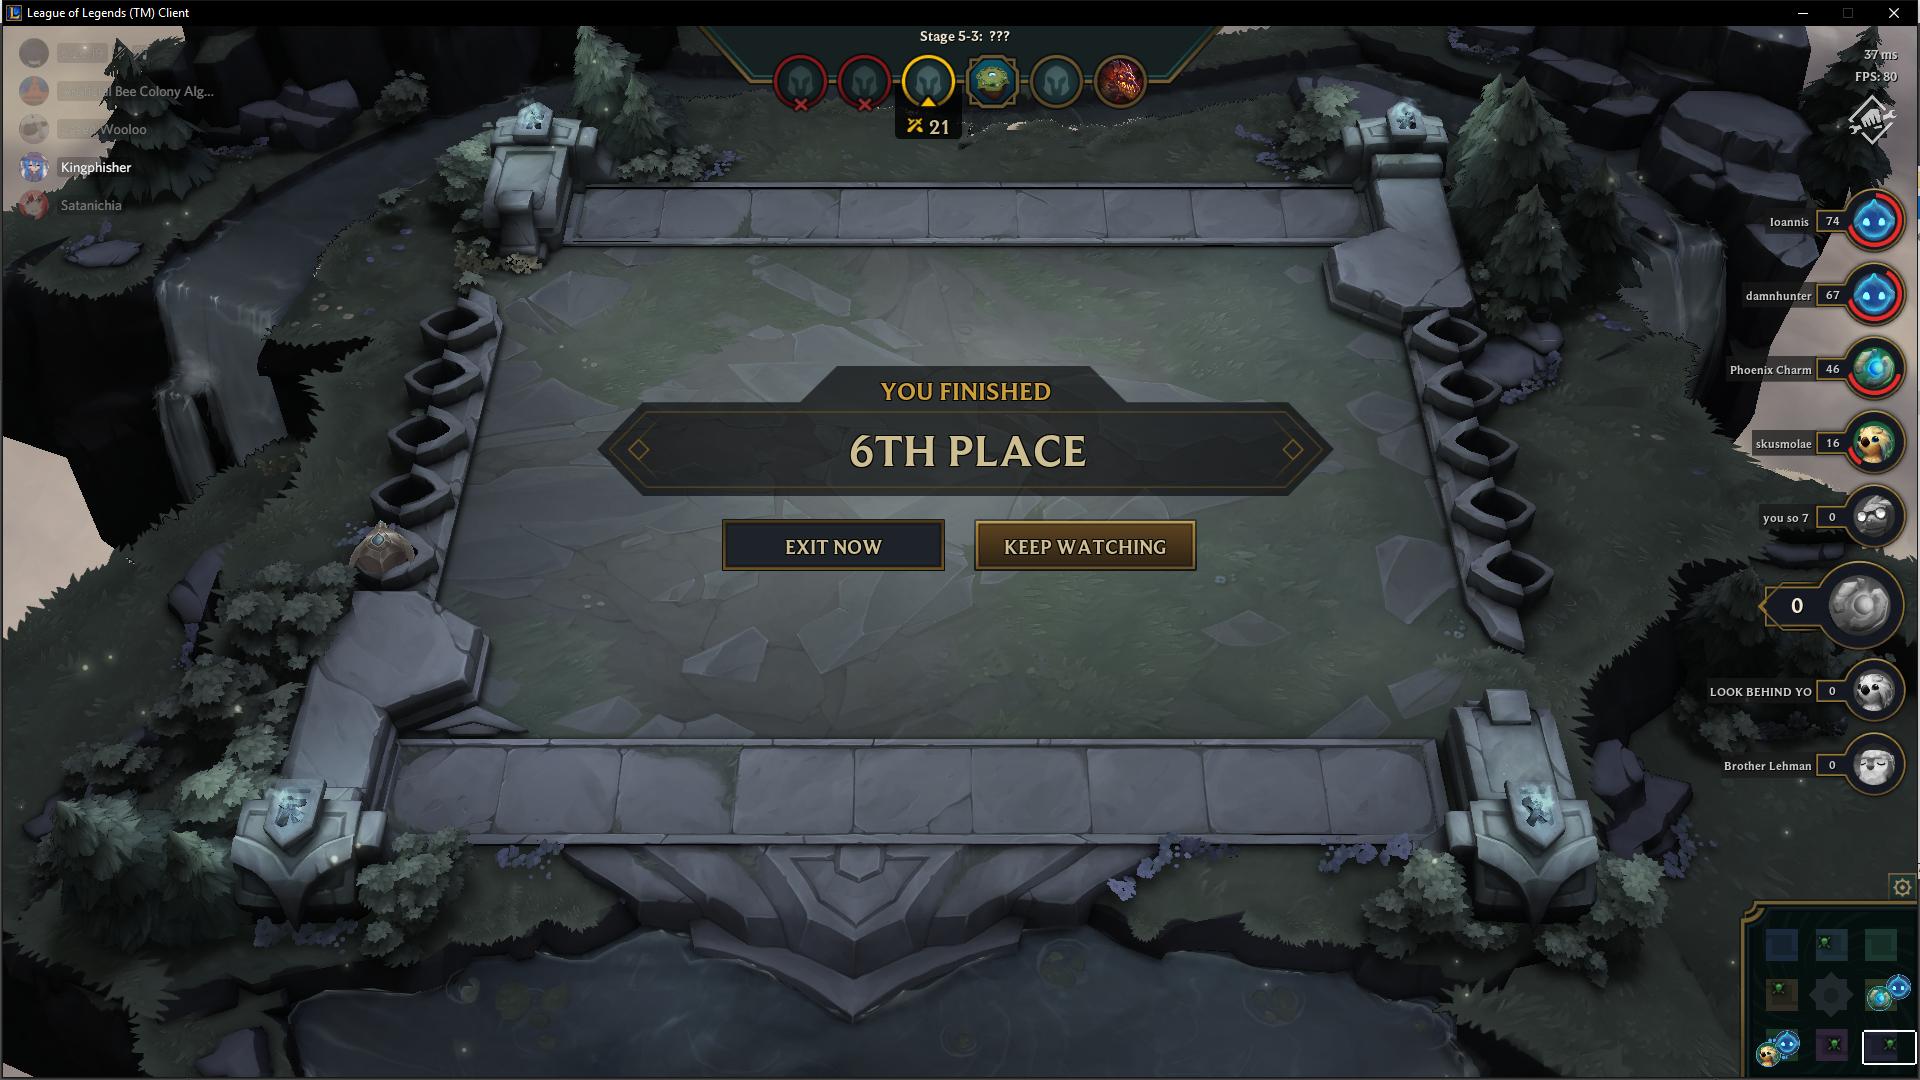 League of Legends (TM) Client
Stage 5-3: ???
37 ms
FPS: 80
21
Bee Colony Alg...
Wooloo
Kingphisher
Satanichia
Ioannis 74
damnhunter 67
Phoenix Charm 46
skusmolae 16
you so 7 0
0
LOOK BEHIND YO 0
Brother Lehman 0
YOU FINISHED
6TH PLACE
EXIT NOW
KEEP WATCHING